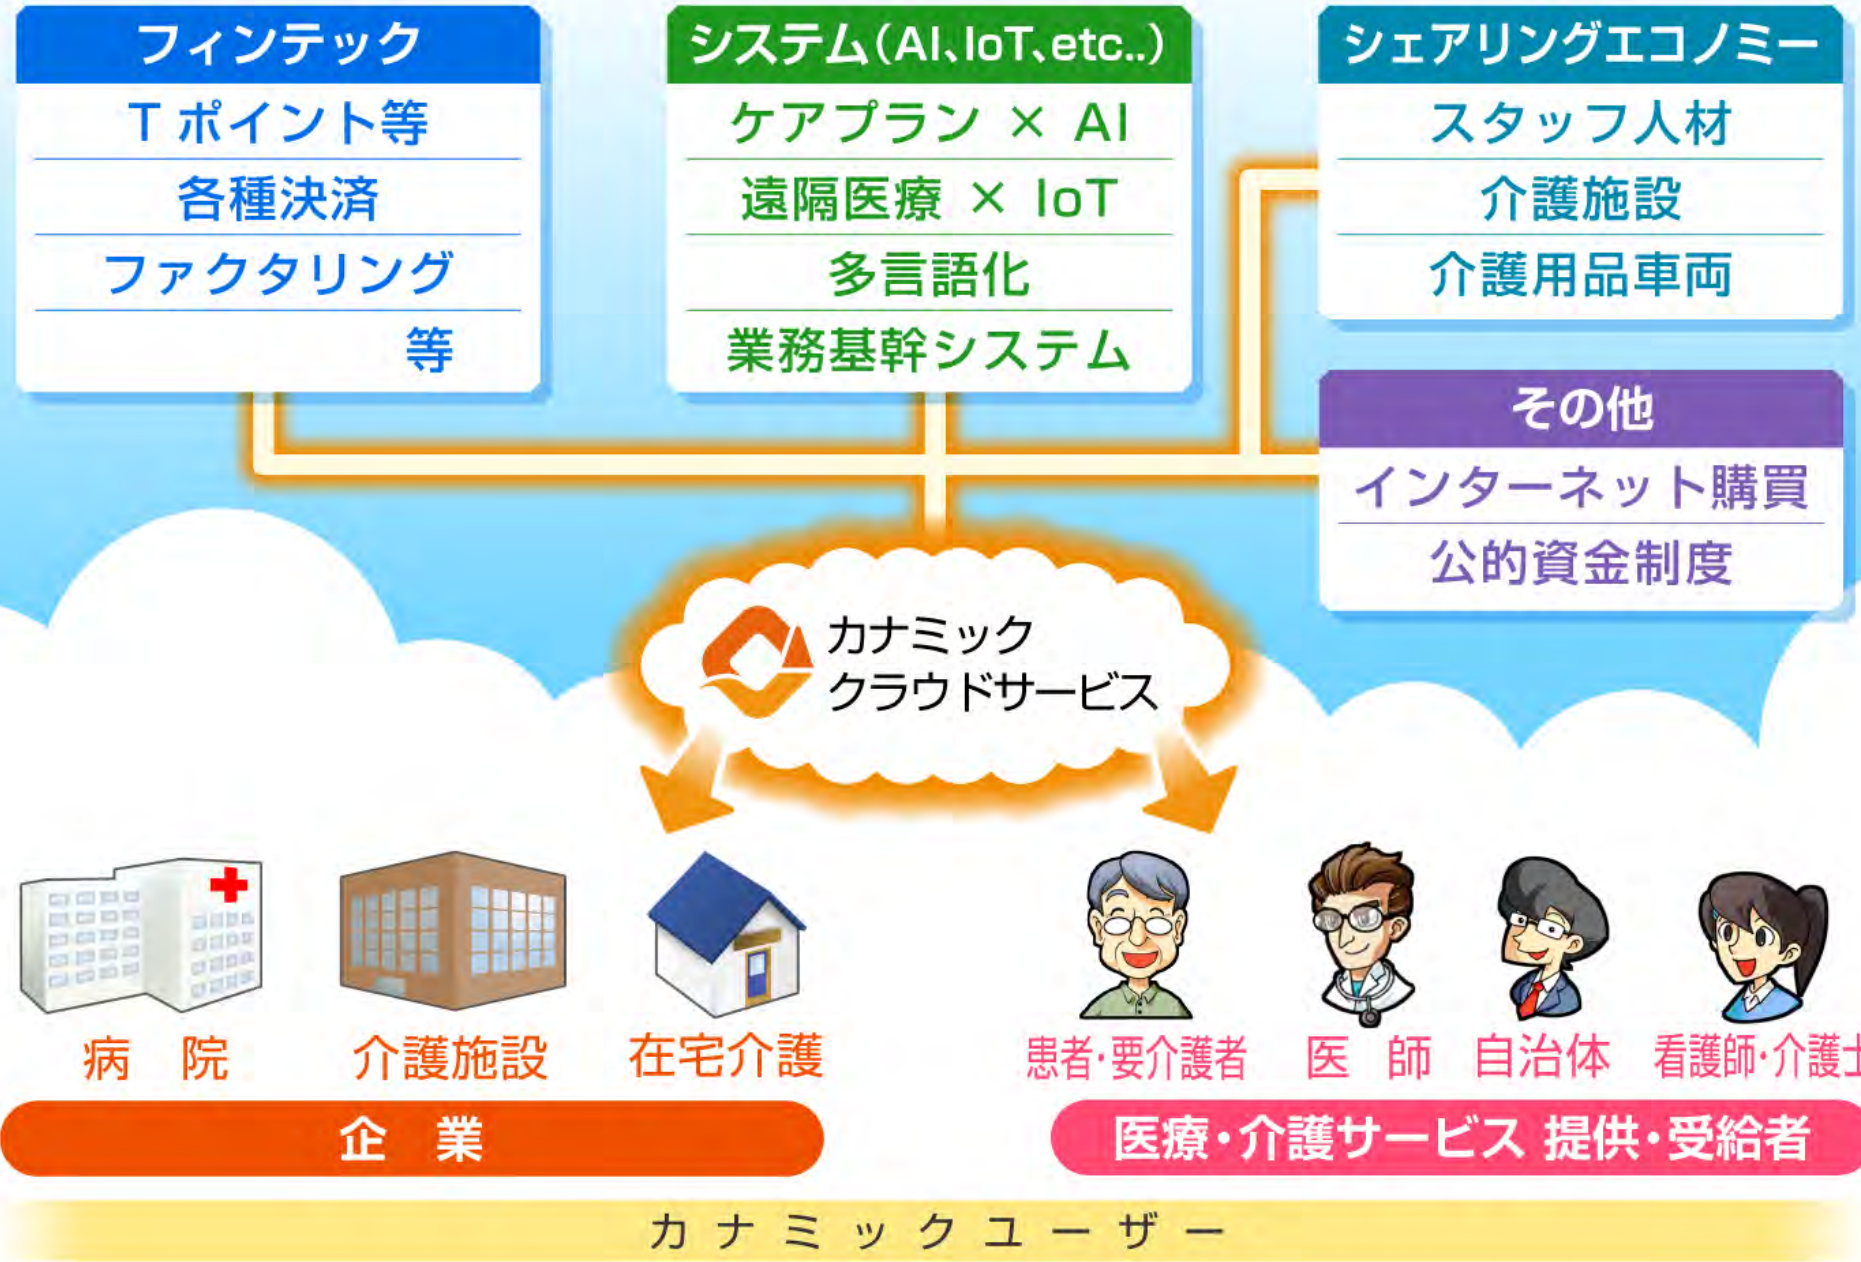 フィンテック
Tポイント等
各種決済
ファクタリング
等
システム(AI、IoT、etc..)
ケアプラン × AI
遠隔医療 × IoT
多言語化
業務基幹システム
シェアリングエコノミー
スタッフ人材
介護施設
介護用品車両
その他
インターネット購買
公的資金制度
カナミック
クラウドサービス
病 院
介護施設
在宅介護
企 業
患者・要介護者
医 師
自治体
看護師・介護士
医療・介護サービス 提供・受給者
カナミックユーザー